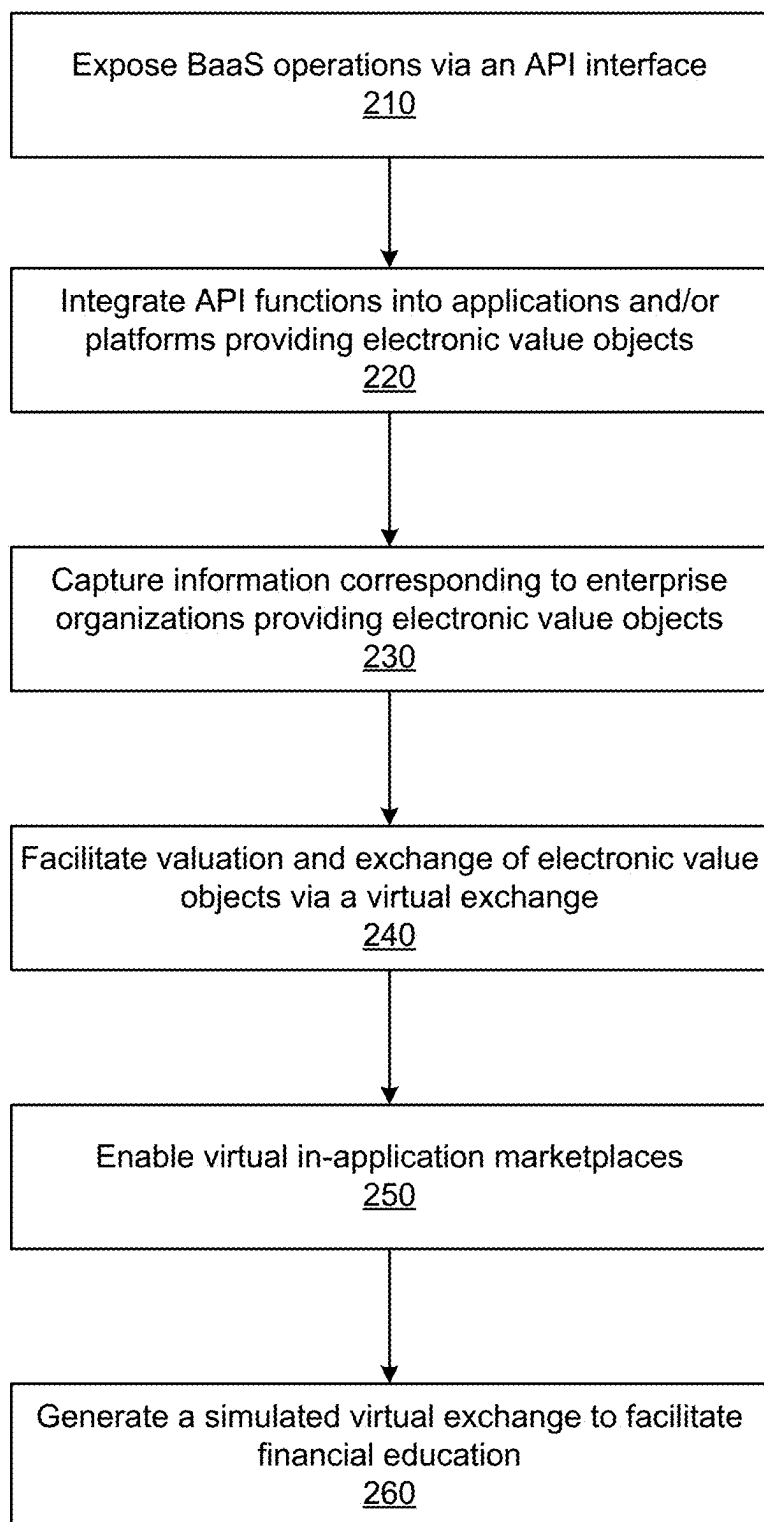 Expose BaaS operations via an API interface
210
Integrate API functions into applications and/or
platforms providing electronic value objects
220
Capture information corresponding to enterprise
organizations providing electronic value objects
230
Facilitate valuation and exchange of electronic value
objects via a virtual exchange
240
Enable virtual in-application marketplaces
250
Generate a simulated virtual exchange to facilitate
financial education
260